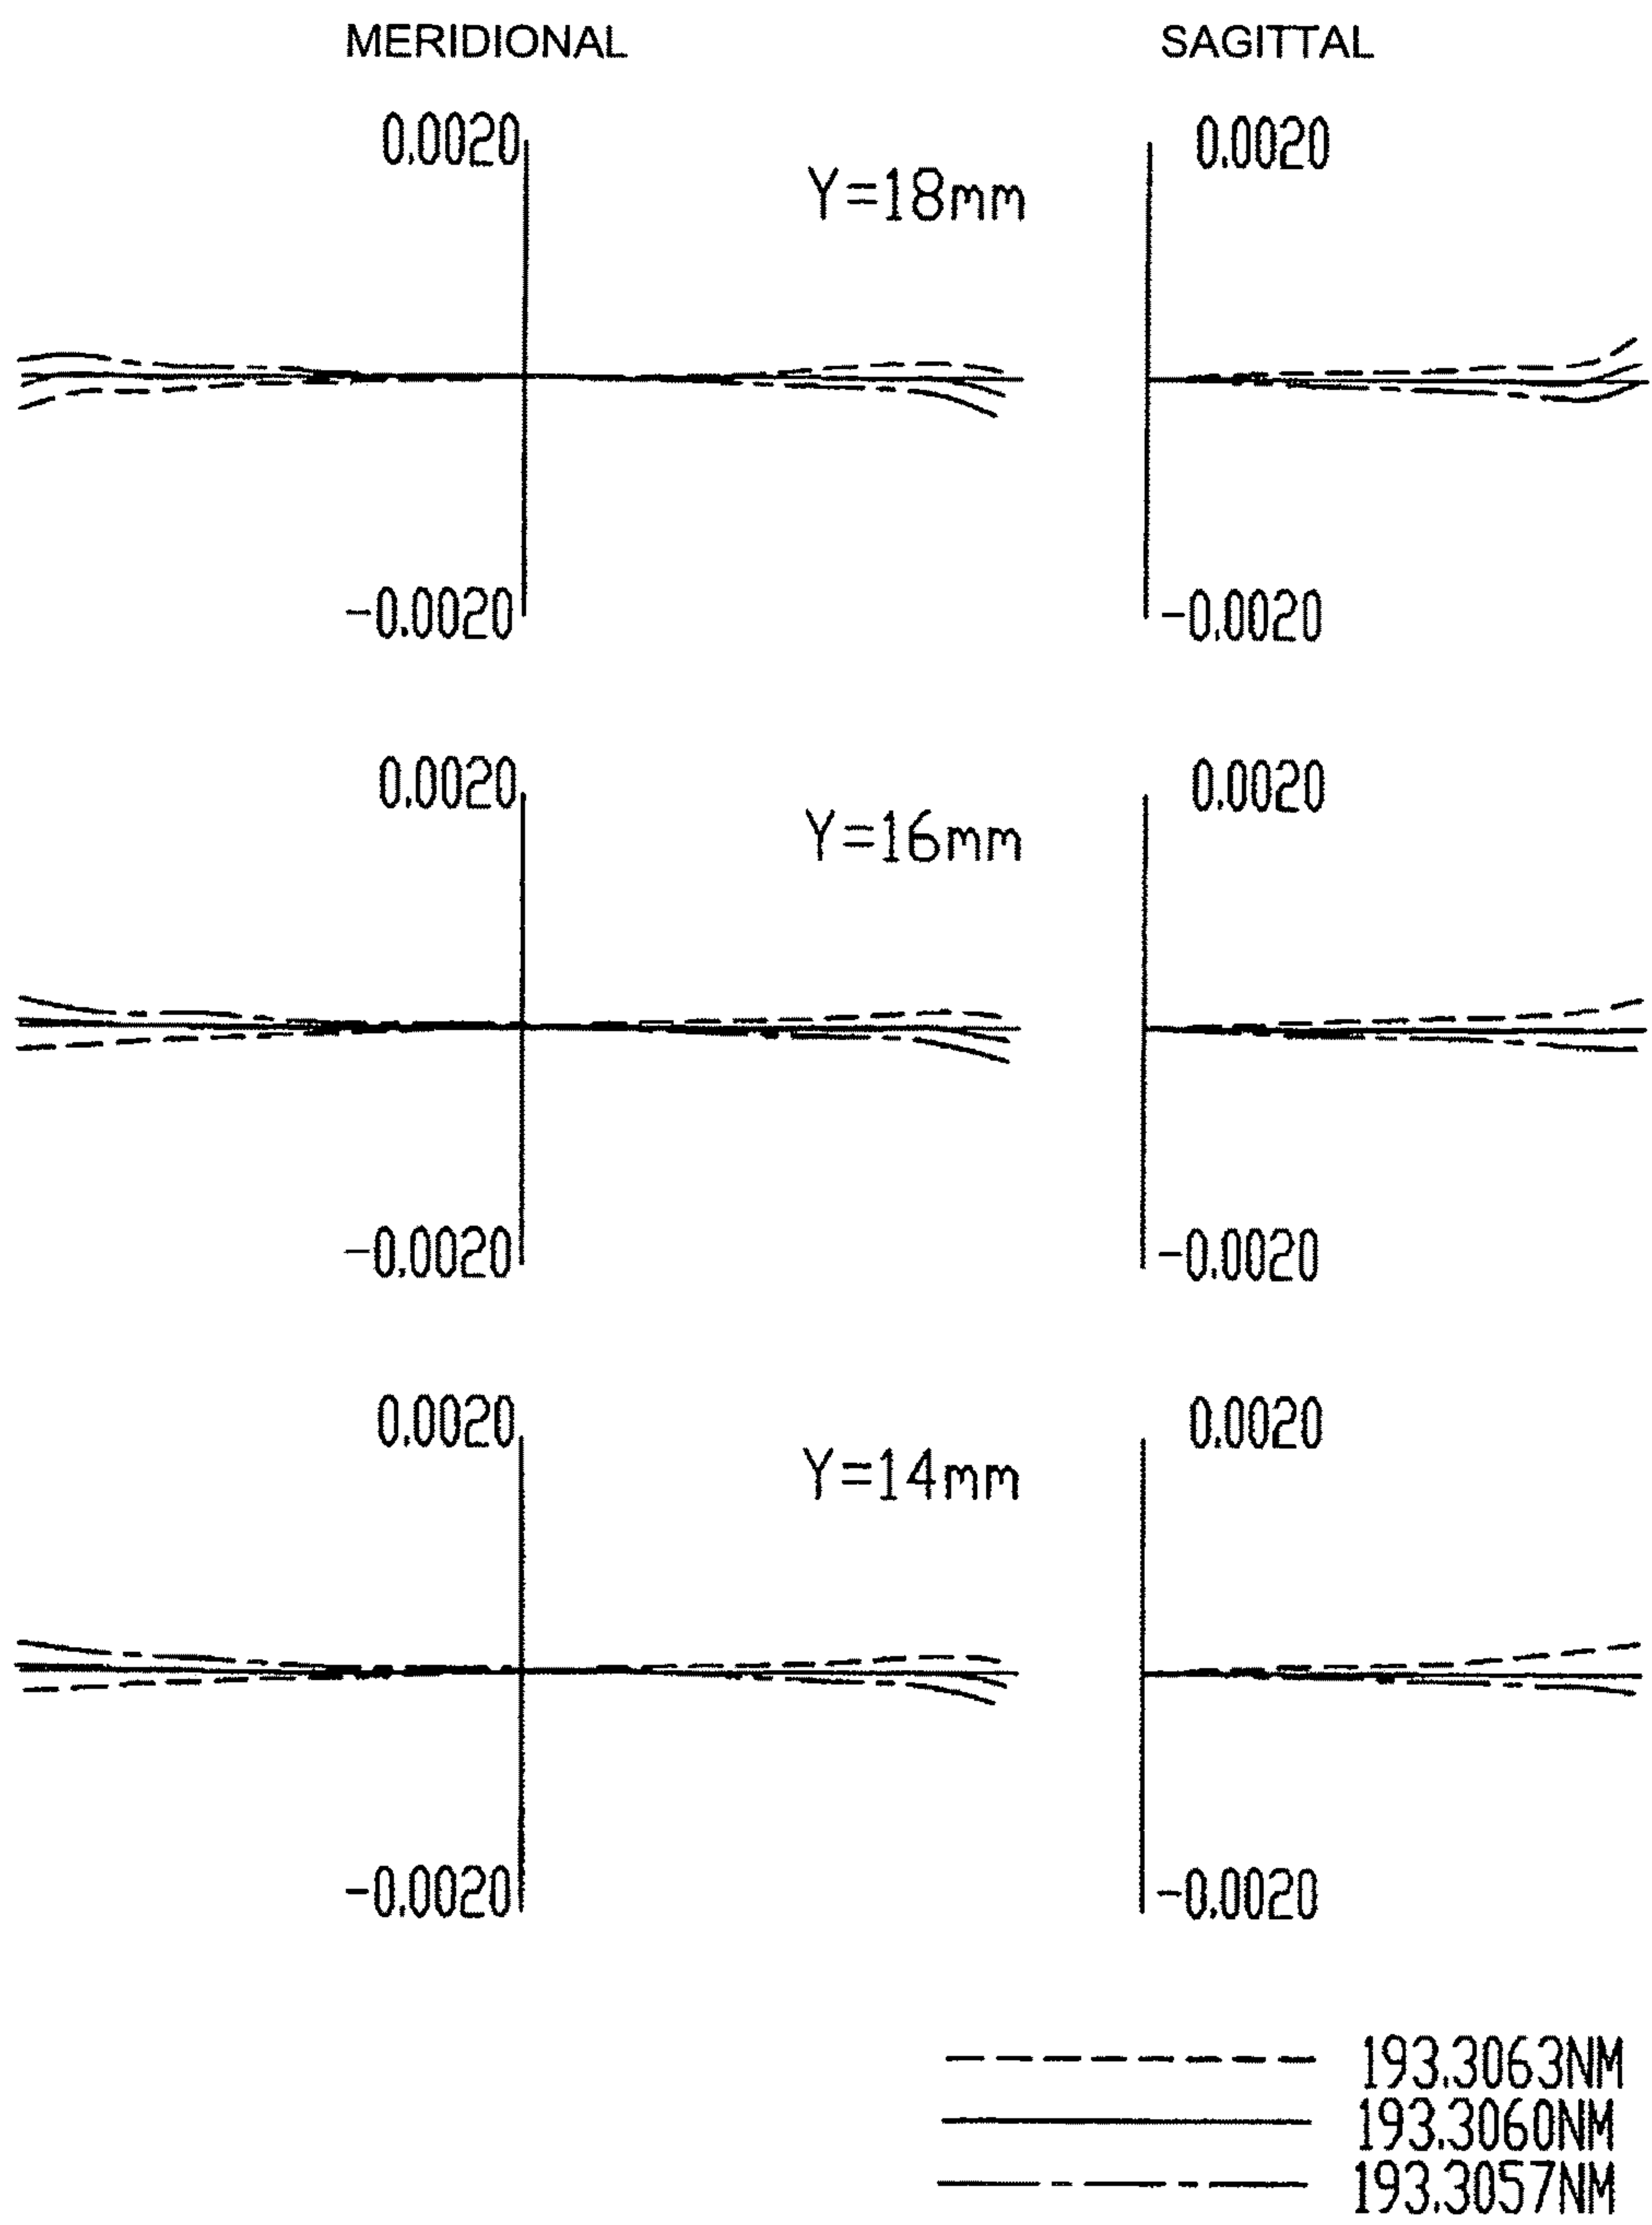 MERIDIONAL SAGITTAL
0.0020 0.0020
Y=18mm
-0.0020 -0.0020
0.0020 0.0020
Y=16mm
-0.0020 -0.0020
0.0020 0.0020
Y=14mm
-0.0020 -0.0020
193.3063NM
193.3060NM
193.3057NM